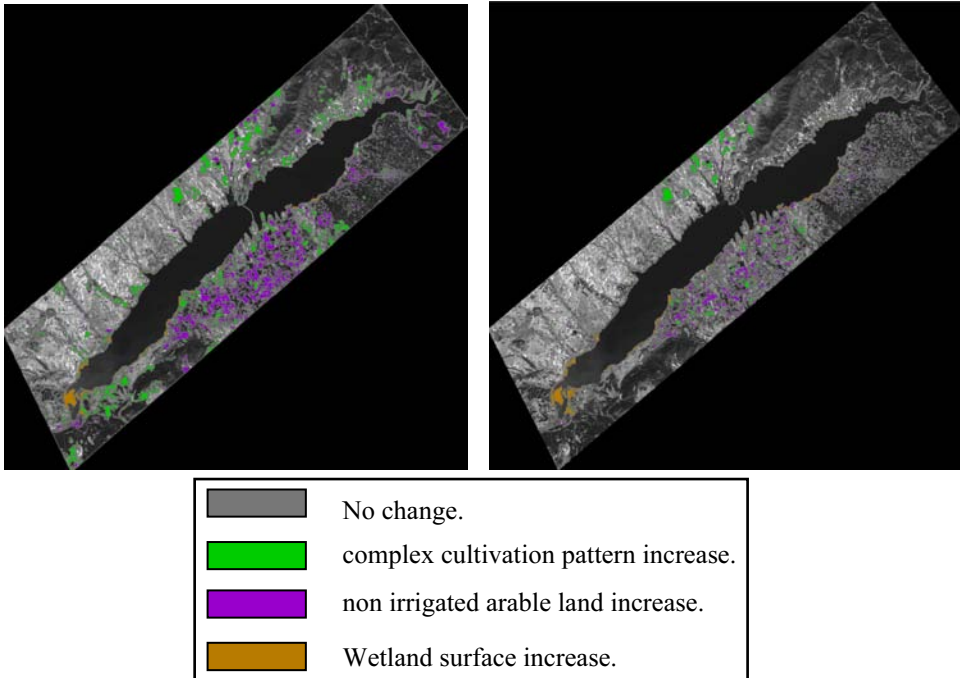 No change.
complex cultivation pattern increase.
non irrigated arable land increase.
Wetland surface increase.